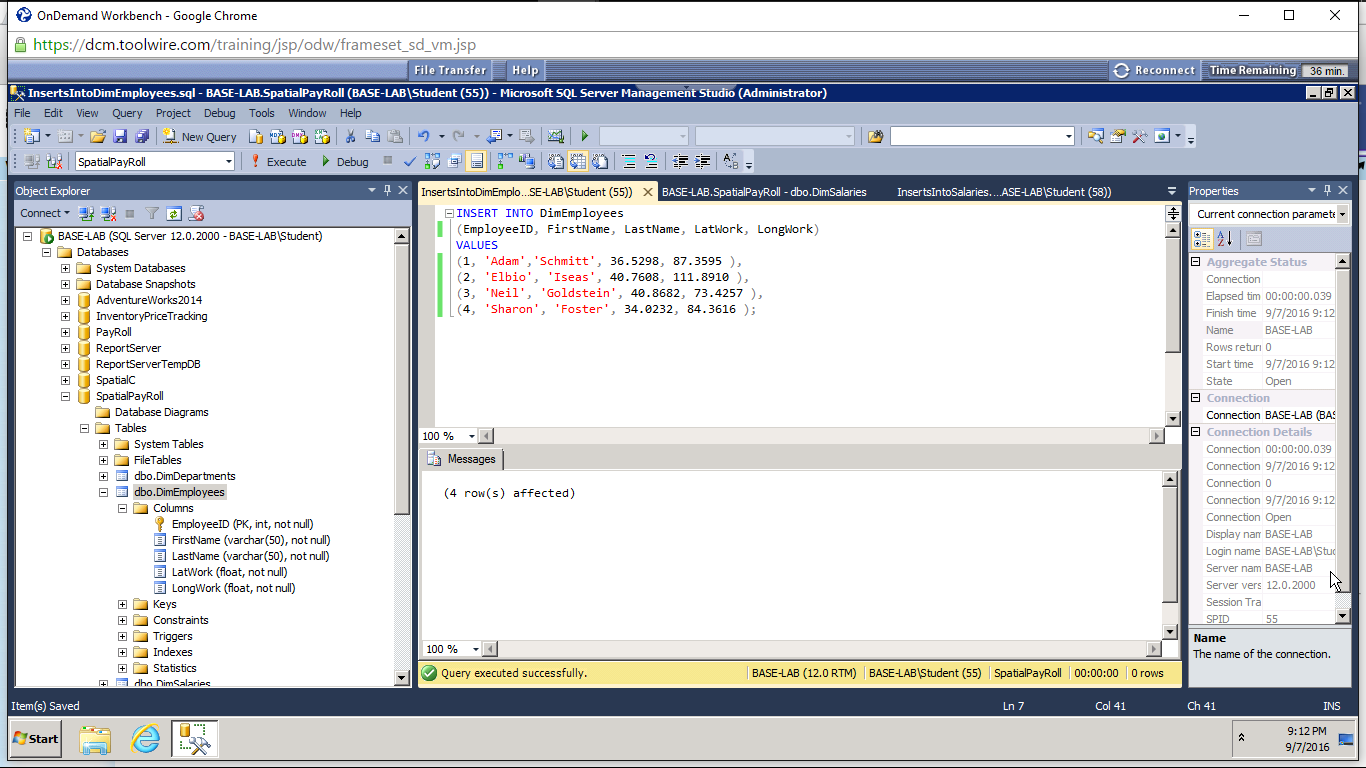 OnDemand Workbench - Google Chrome
https://dcm.toolwire.com/training/jsp/odw/frameset_sd_vm.jsp
File Transfer Help Reconnect Time Remaining 36 min.
InsertsIntoDimEmployees.sql - BASE-LAB.SpatialPayRoll (BASE-LAB\Student (55)) - Microsoft SQL Server Management Studio (Administrator)
File Edit View Query Project Debug Tools Window Help
New Query
SpatialPayRoll Execute Debug
Object Explorer
Connect
BASE-LAB (SQL Server 12.0.2000 - BASE-LAB\Student)
Databases
System Databases
Database Snapshots
AdventureWorks2014
InventoryPriceTracking
PayRoll
ReportServer
ReportServerTempDB
SpatialC
SpatialPayRoll
Database Diagrams
Tables
System Tables
FileTables
dbo.DimDepartments
dbo.DimEmployees
Columns
EmployeeID (PK, int, not null)
FirstName (varchar(50), not null)
LastName (varchar(50), not null)
LatWork (float, not null)
LongWork (float, not null)
Keys
Constraints
Triggers
Indexes
Statistics
dbo.DimSalaries
InsertsIntoDimEmplo...SE-LAB\Student (55)) BASE-LAB.SpatialPayRoll - dbo.DimSalaries InsertsIntoSalaries....ASE-LAB\Student (58))
INSERT INTO DimEmployees
(EmployeeID, FirstName, LastName, LatWork, LongWork)
VALUES
(1, 'Adam','Schmitt', 36.5298, 87.3595 ),
(2, 'Elbio', 'Iseas', 40.7608, 111.8910 ),
(3, 'Neil', 'Goldstein', 40.8682, 73.4257 ),
(4, 'Sharon', 'Foster', 34.0232, 84.3616 );
100 %
Messages
(4 row(s) affected)
100 %
Query executed successfully. BASE-LAB (12.0 RTM) BASE-LAB\Student (55) SpatialPayRoll 00:00:00 0 rows
Properties
Current connection paramete
Aggregate Status
Connection
Elapsed tim 00:00:00.039
Finish time 9/7/2016 9:12
Name BASE-LAB
Rows returr 0
Start time 9/7/2016 9:12
State Open
Connection
Connection BASE-LAB (BAS
Connection Details
Connection 00:00:00.039
Connection 9/7/2016 9:12
Connection 0
Connection 9/7/2016 9:12
Connection Open
Display nam BASE-LAB
Login name BASE-LAB\Stuc
Server nam BASE-LAB
Server vers 12.0.2000
Session Tra
SPID 55
Name
The name of the connection.
Item(s) Saved Ln 7 Col 41 Ch 41 INS
Start 9:12 PM
9/7/2016